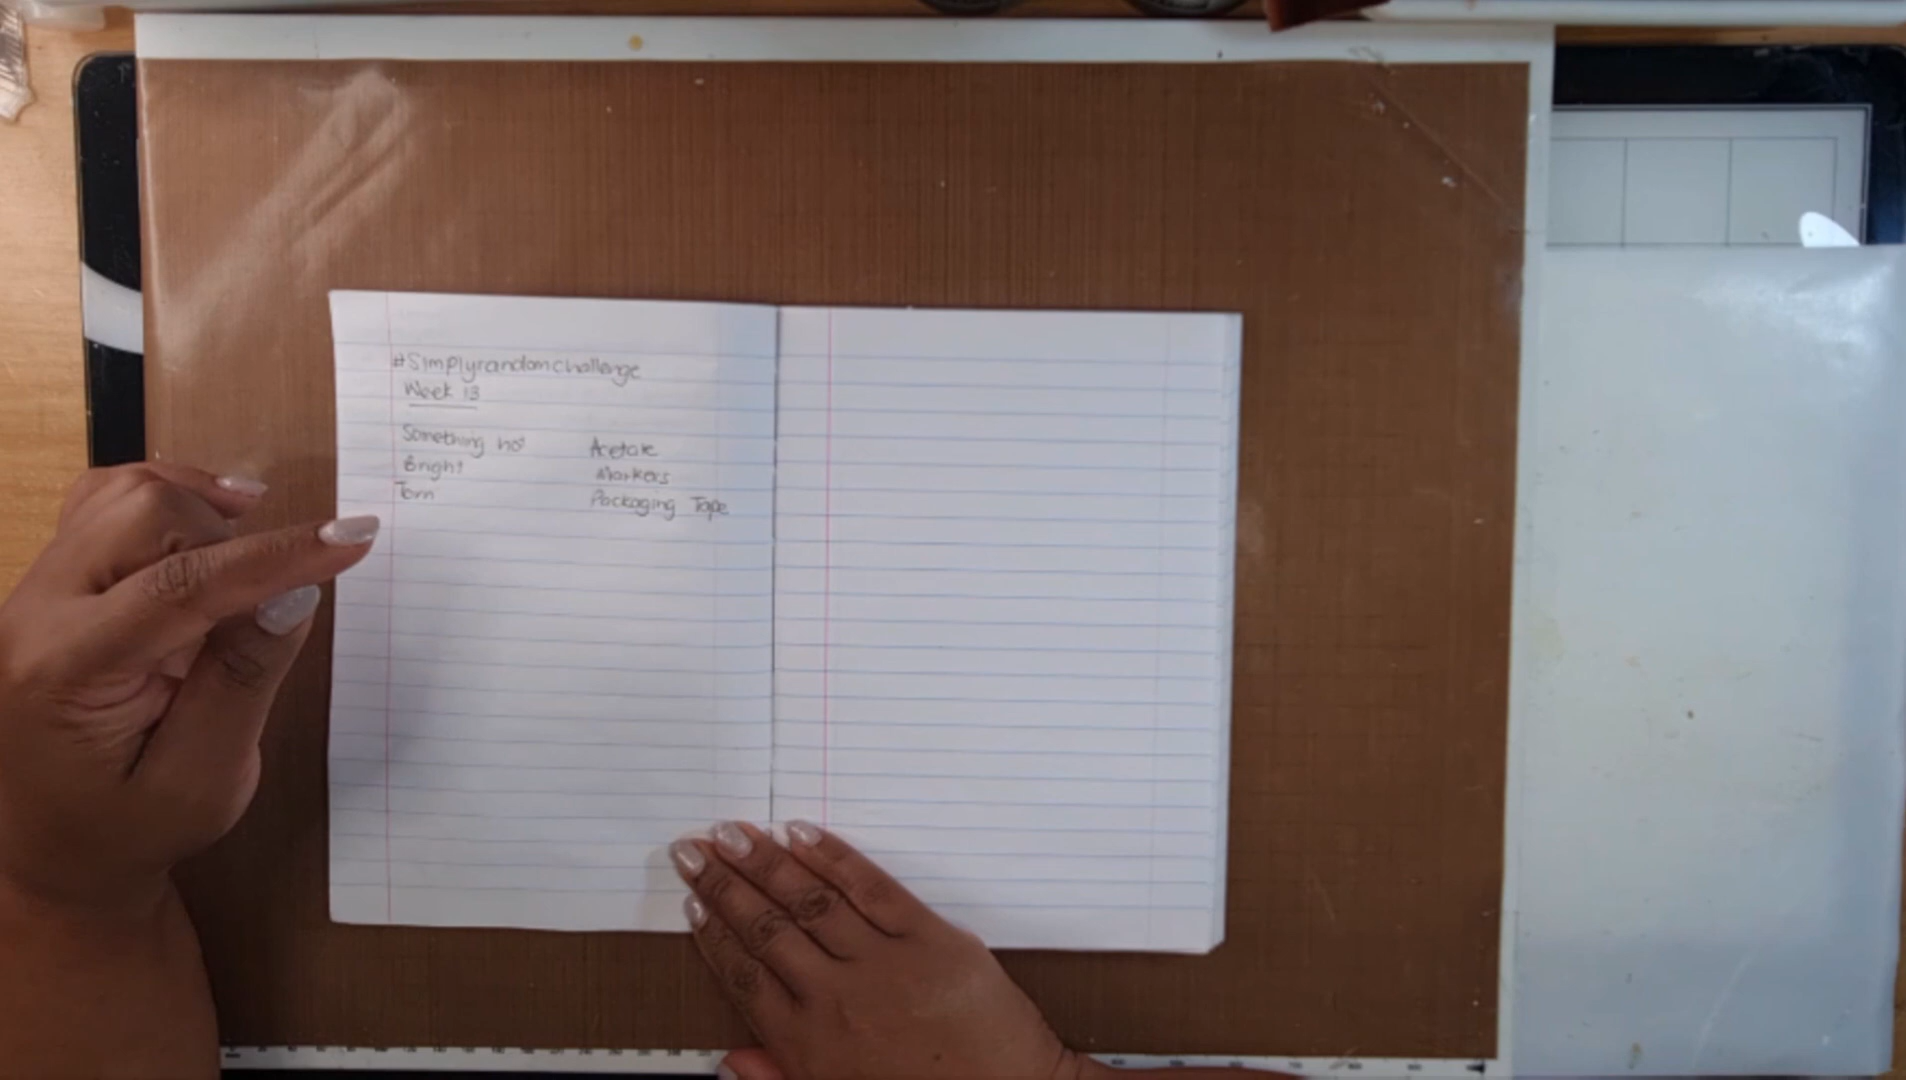 #Simplyrandomchallenge
Week 13
Something hot
Bright
Torn
Acetate
Markers
Packaging Tape